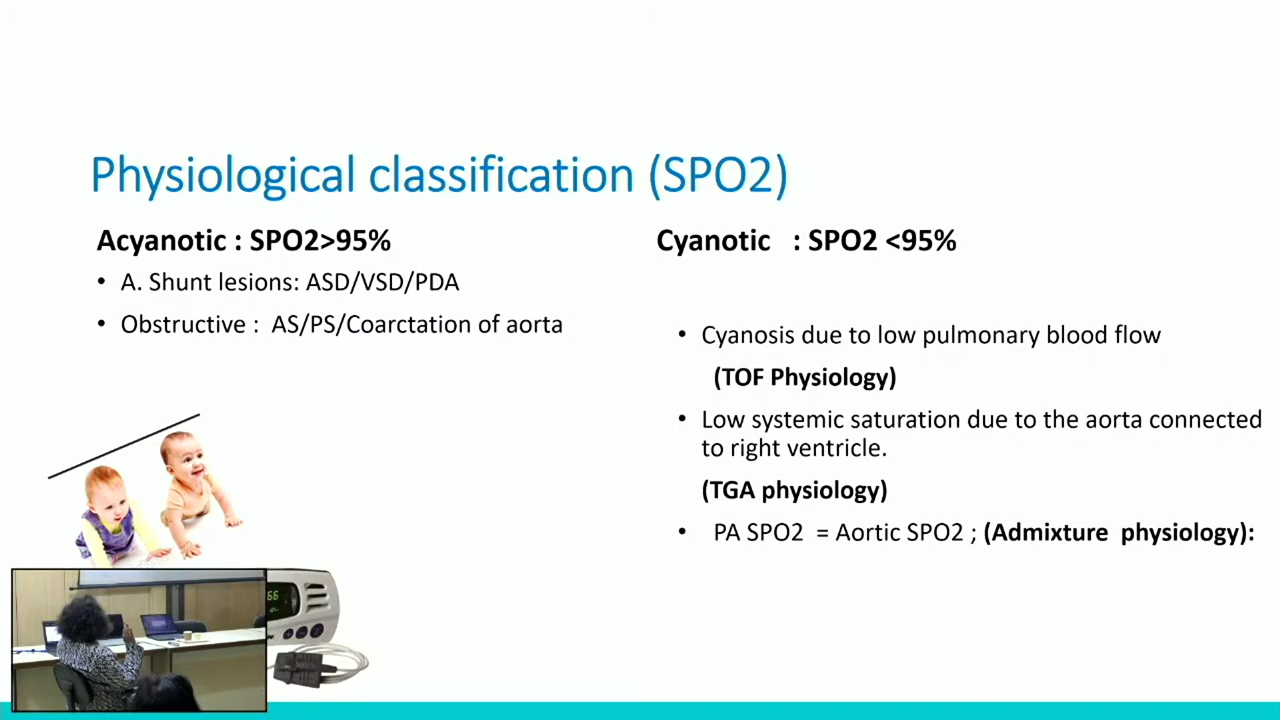 Physiological classification (SPO2)
Acyanotic : SPO2>95%
• A. Shunt lesions: ASD/VSD/PDA
• Obstructive : AS/PS/Coarctation of aorta
Cyanotic : SPO2 <95%
• Cyanosis due to low pulmonary blood flow
(TOF Physiology)
• Low systemic saturation due to the aorta connected
to right ventricle.
(TGA physiology)
• PA SPO2 = Aortic SPO2 ; (Admixture physiology):
66